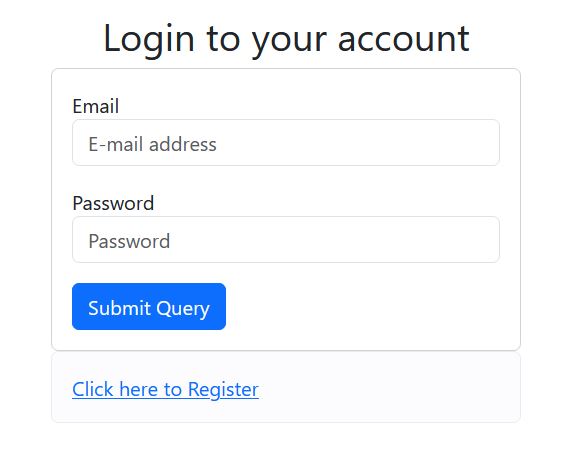 Login to your account
Email
E-mail address
Password
Password
Submit Query
Click here to Register